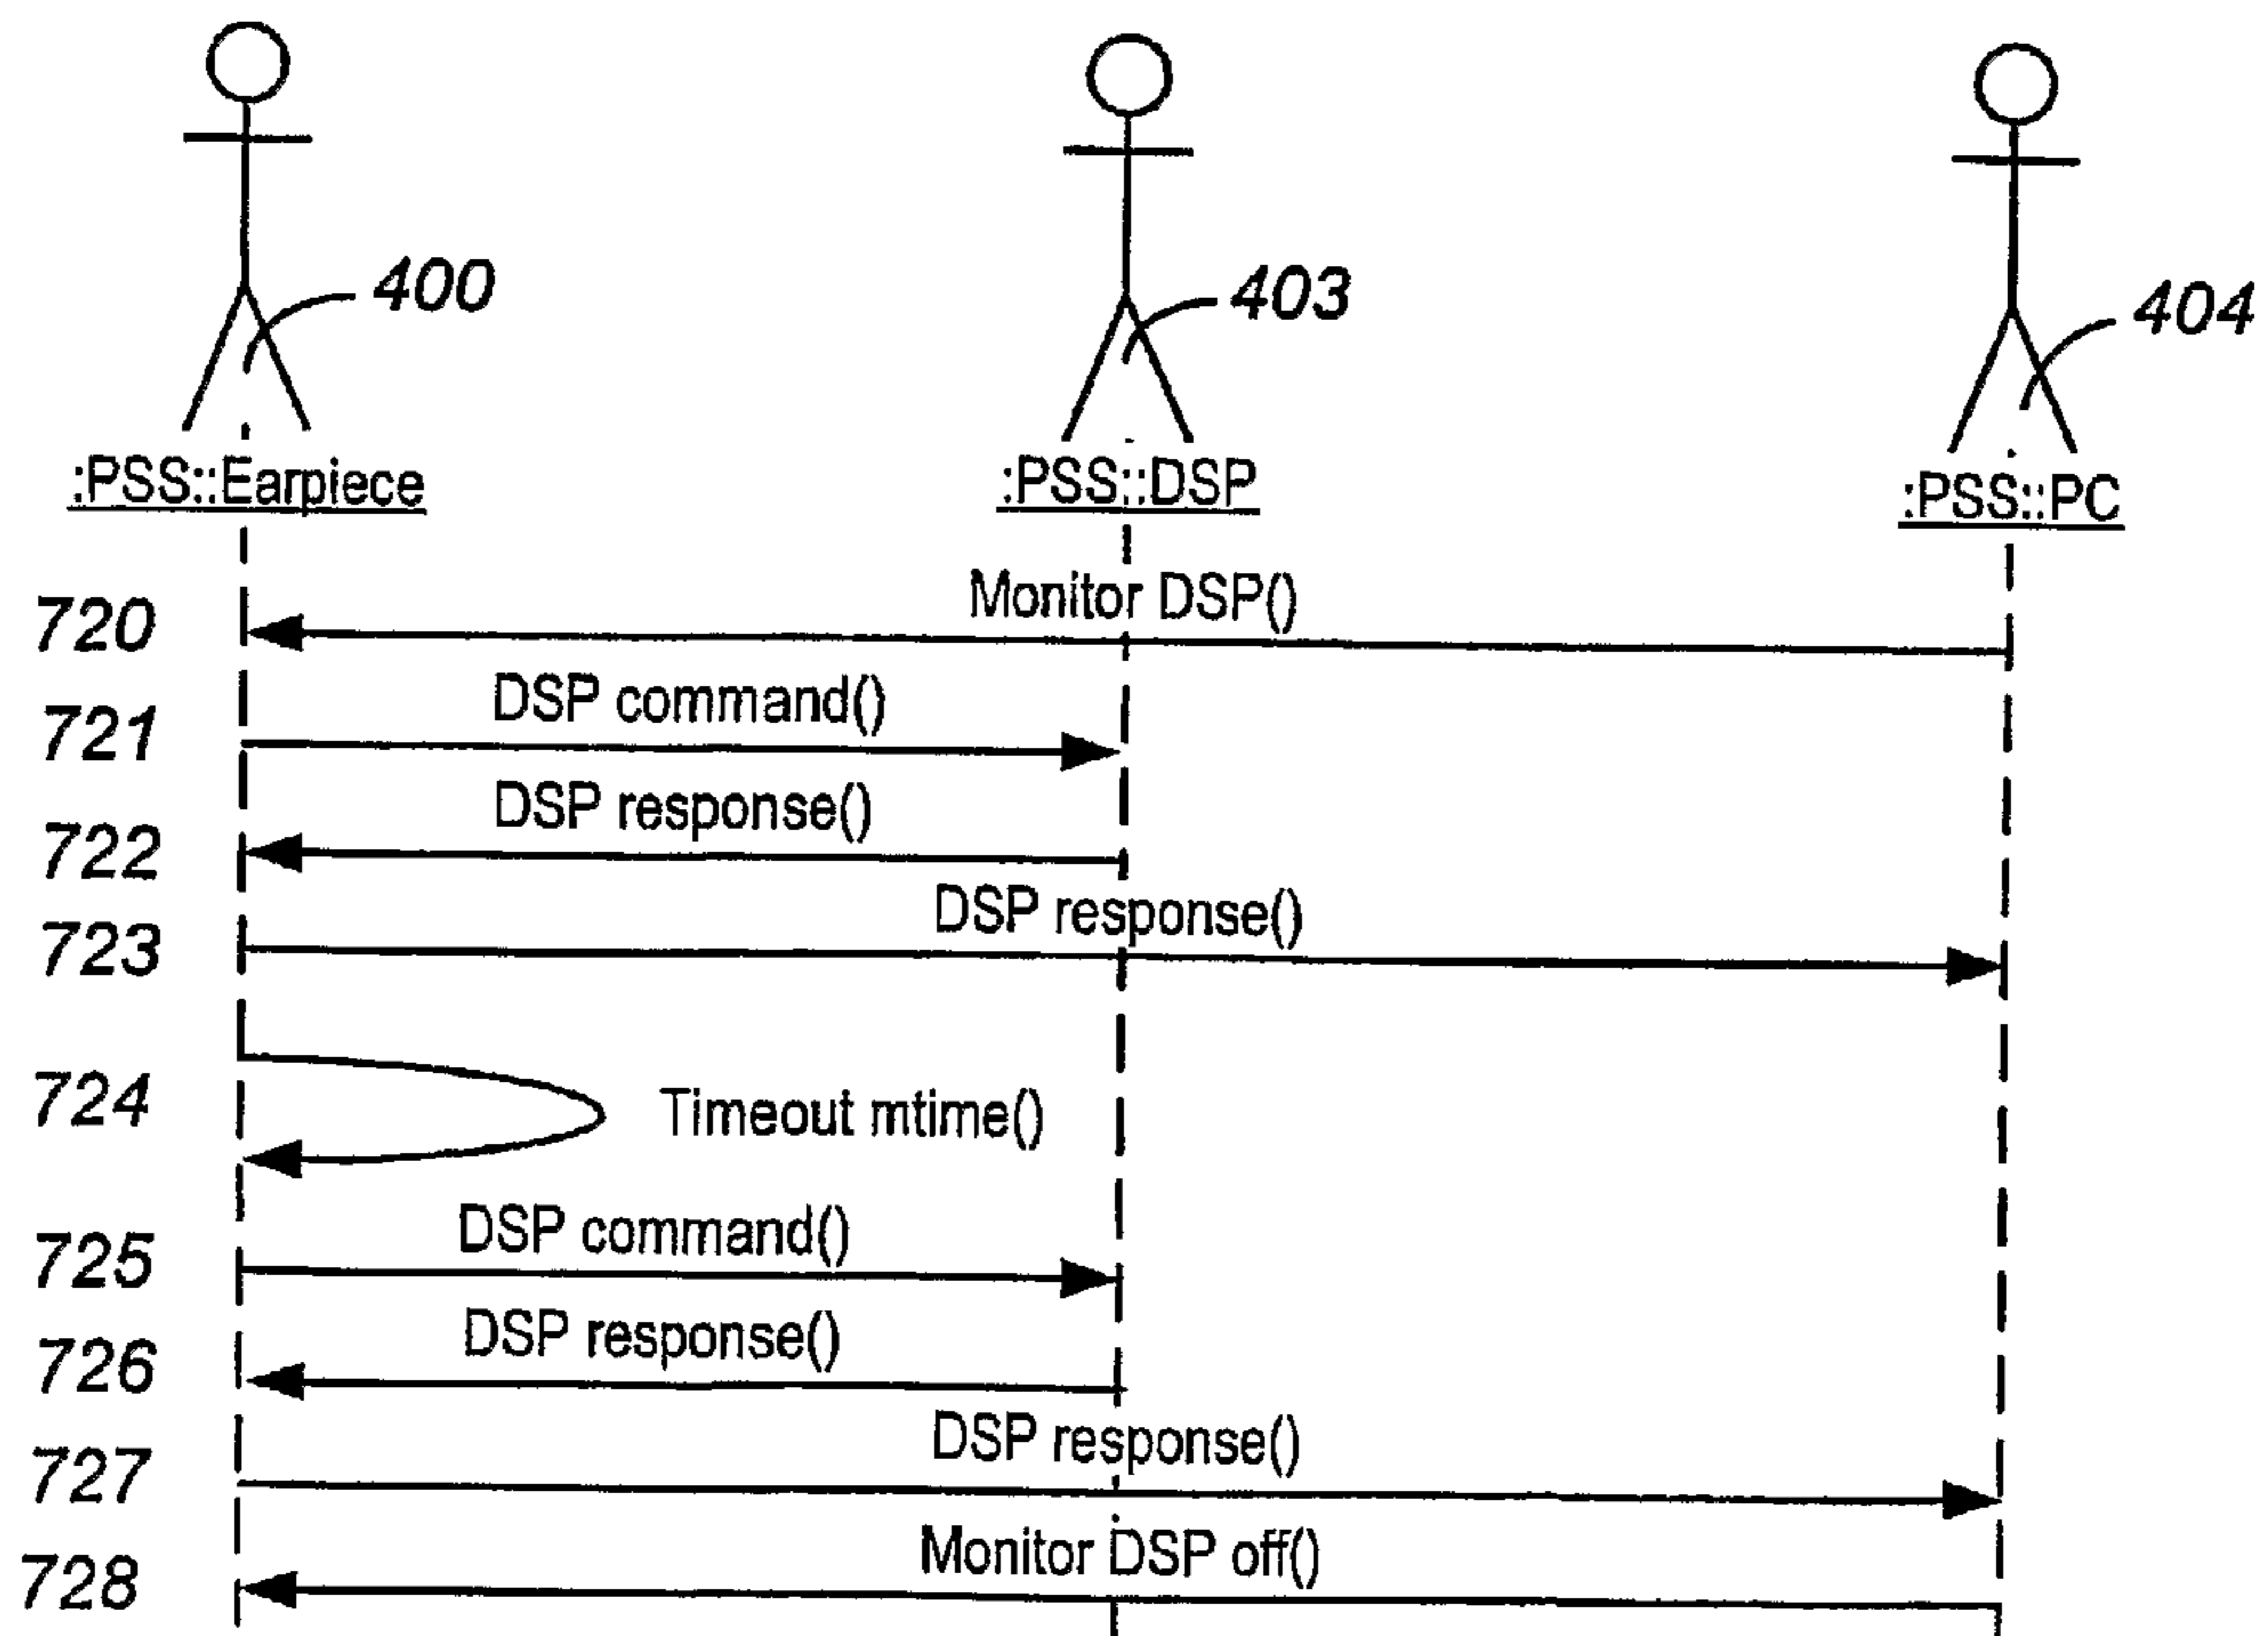 400
403
404
:PSS::Earpiece
:PSS::DSP
:PSS::PC
720
Monitor DSP()
721
DSP command()
722
DSP response()
723
DSP response()
724
Timeout mtime()
725
DSP command()
726
DSP response()
727
DSP response()
728
Monitor DSP off()